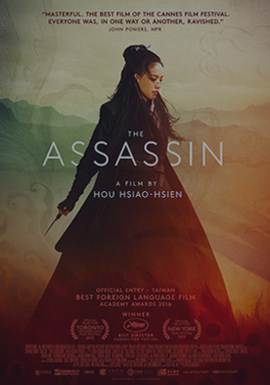 "MASTERFUL. THE BEST FILM OF THE CANNES FILM FESTIVAL.
EVERYONE WAS, IN ONE WAY OR ANOTHER, RAVISHED."
JOHN POWERS, NPR
THE
ASSASSIN
A FILM BY
HOU HSIAO-HSIEN
OFFICIAL ENTRY - TAIWAN
BEST FOREIGN LANGUAGE FILM
ACADEMY AWARDS 2016
WINNER
TORONTO
BEST DIRECTOR
NEW YORK